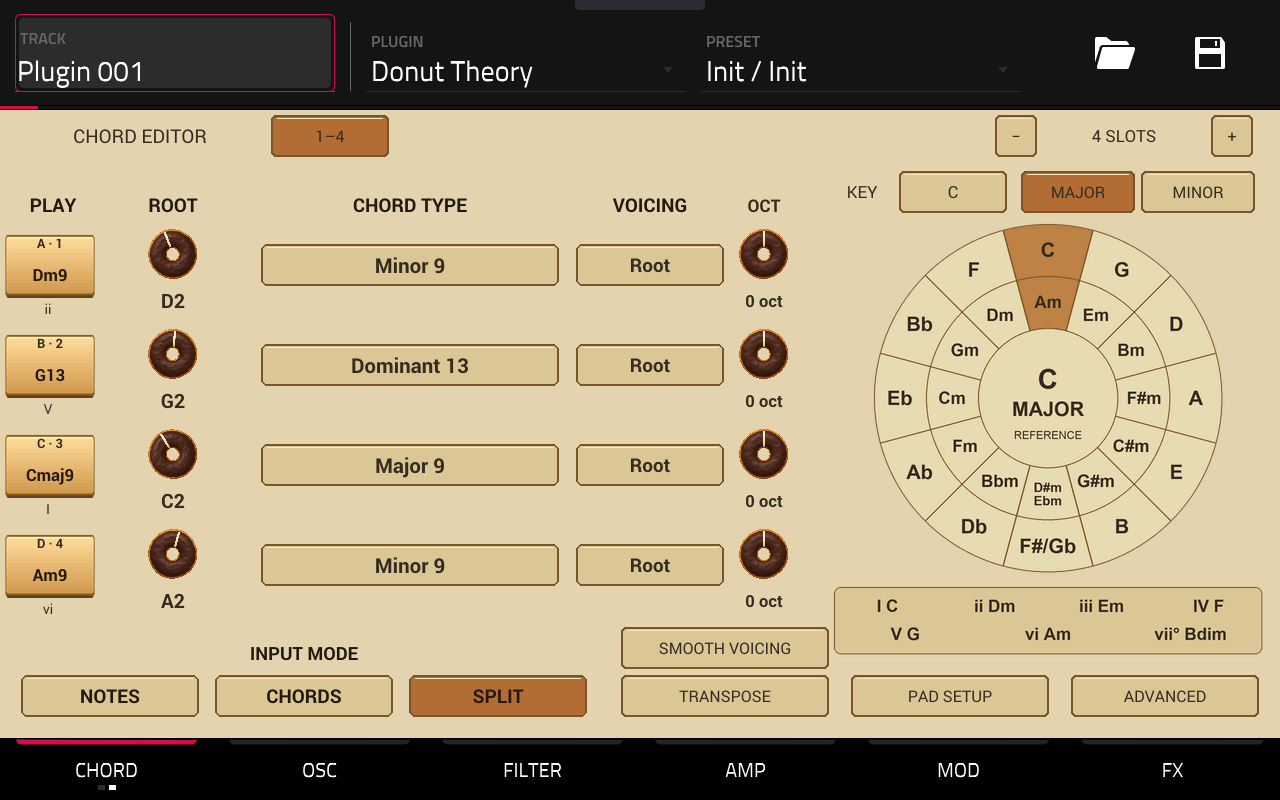 TRACK
Plugin 001
PLUGIN
Donut Theory
PRESET
Init / Init
CHORD EDITOR
1–4
−
4 SLOTS
+
KEY
C
MAJOR
MINOR
PLAY
ROOT
CHORD TYPE
VOICING
OCT
A · 1
Dm9
ii
D2
Minor 9
Root
0 oct
B · 2
G13
V
G2
Dominant 13
Root
0 oct
C · 3
Cmaj9
I
C2
Major 9
Root
0 oct
D · 4
Am9
vi
A2
Minor 9
Root
0 oct
C
G
D
A
E
B
F#/Gb
Db
Ab
Eb
Bb
F
Am
Em
Bm
F#m
C#m
G#m
D#m
Ebm
Bbm
Fm
Cm
Gm
Dm
C
MAJOR
REFERENCE
I C
ii Dm
iii Em
IV F
V G
vi Am
vii° Bdim
INPUT MODE
NOTES
CHORDS
SPLIT
SMOOTH VOICING
TRANSPOSE
PAD SETUP
ADVANCED
CHORD
OSC
FILTER
AMP
MOD
FX